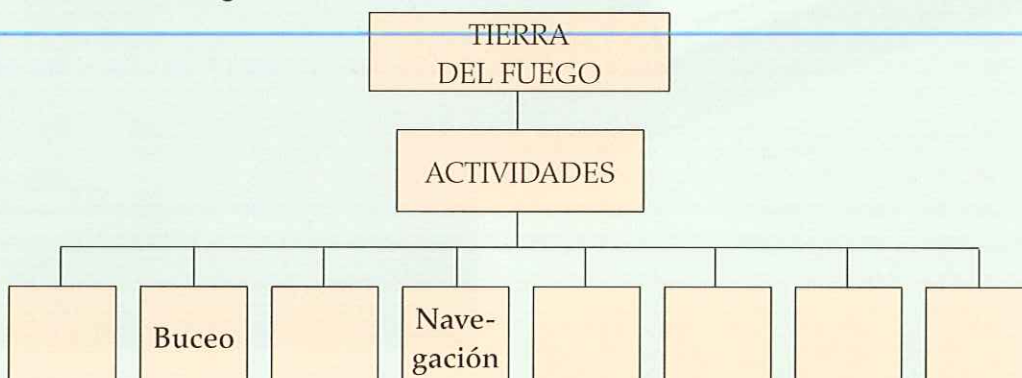 TIERRA
DEL FUEGO
ACTIVIDADES
Buceo
Nave-
gación